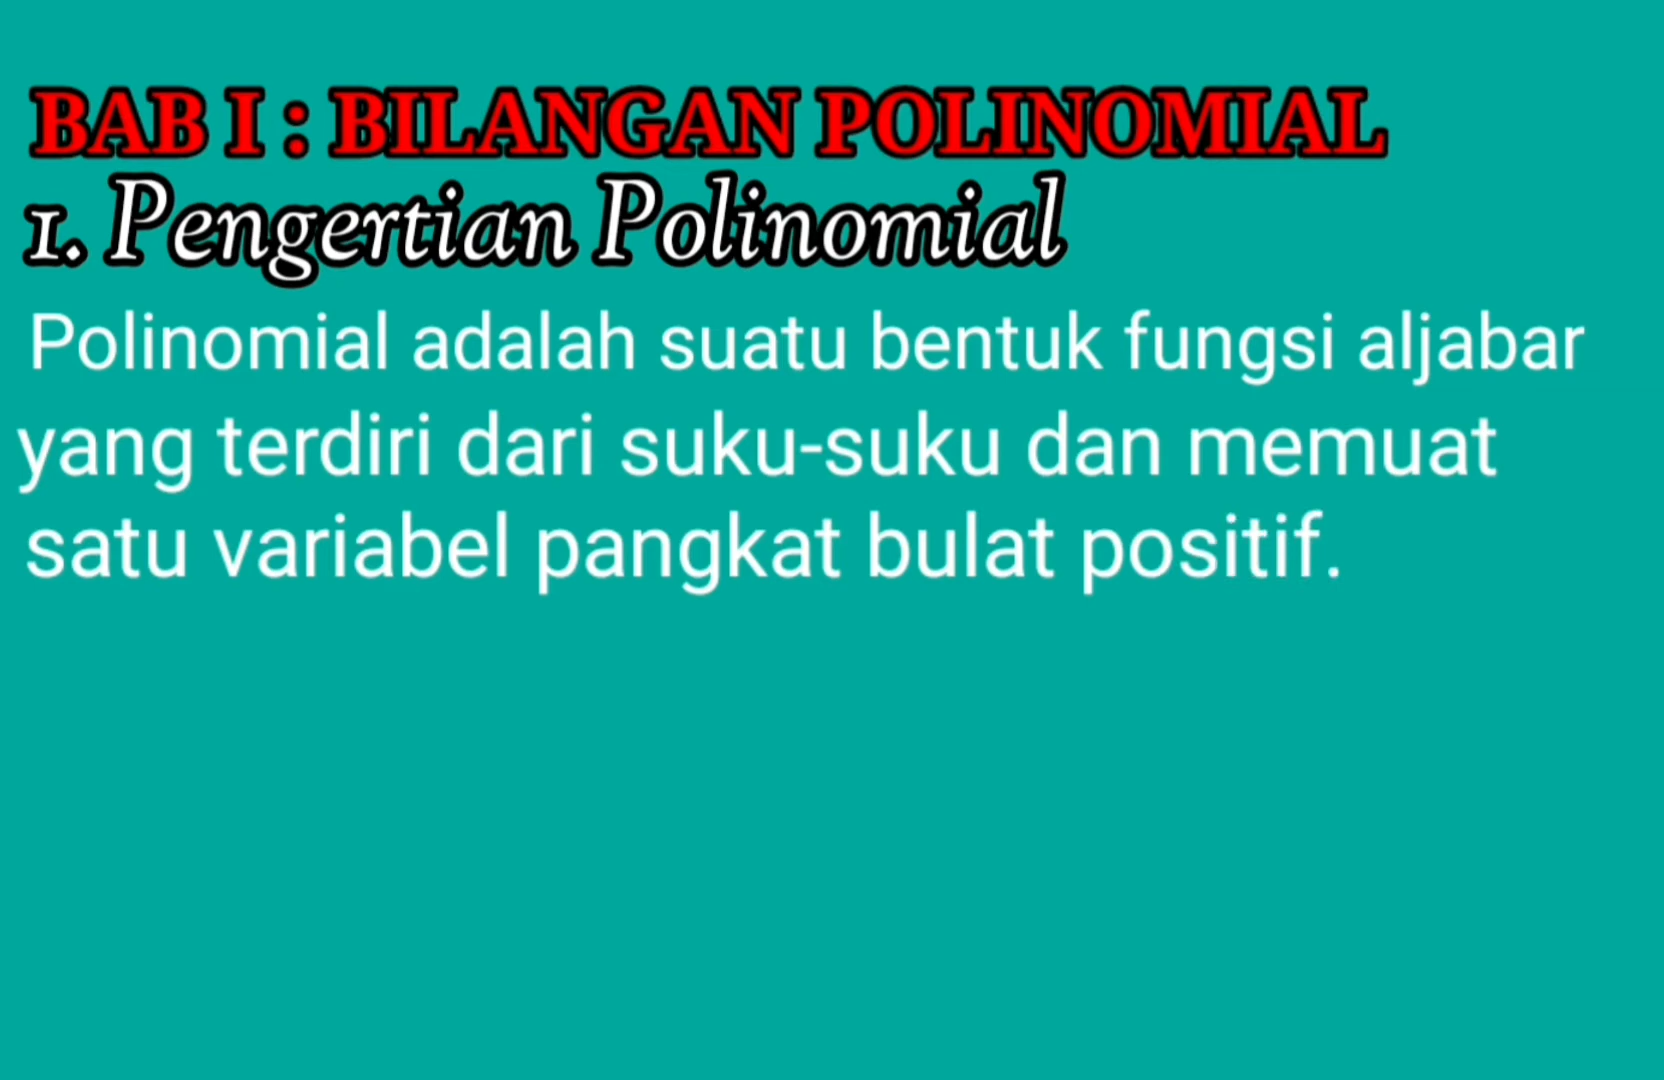 BAB I : BILANGAN POLINOMIAL
1. Pengertian Polinomial
Polinomial adalah suatu bentuk fungsi aljabar
yang terdiri dari suku-suku dan memuat
satu variabel pangkat bulat positif.